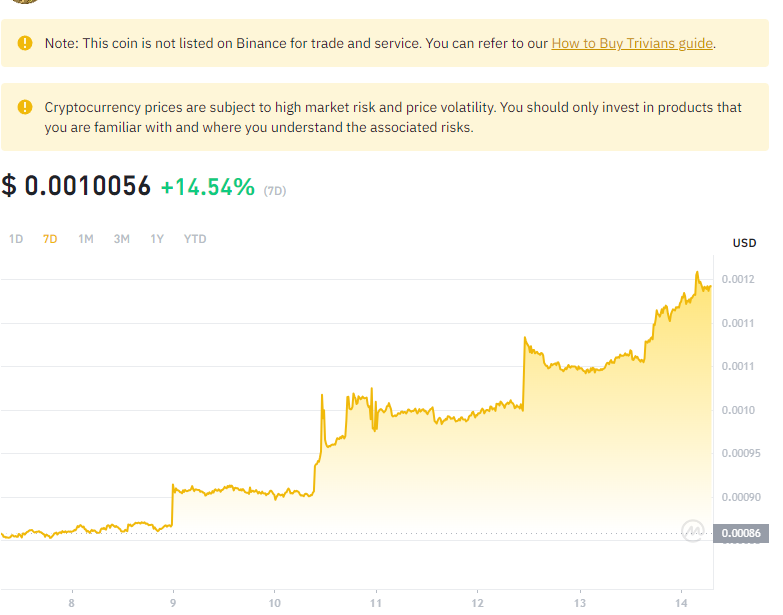 Note: This coin is not listed on Binance for trade and service. You can refer to our How to Buy Trivians guide.
Cryptocurrency prices are subject to high market risk and price volatility. You should only invest in products that
you are familiar with and where you understand the associated risks.
$ 0.0010056 +14.54% (7D)
1D 7D 1M 3M 1Y YTD
USD
0.0012
0.0011
0.0011
0.0010
0.00095
0.00090
0.00086
8 9 10 11 12 13 14